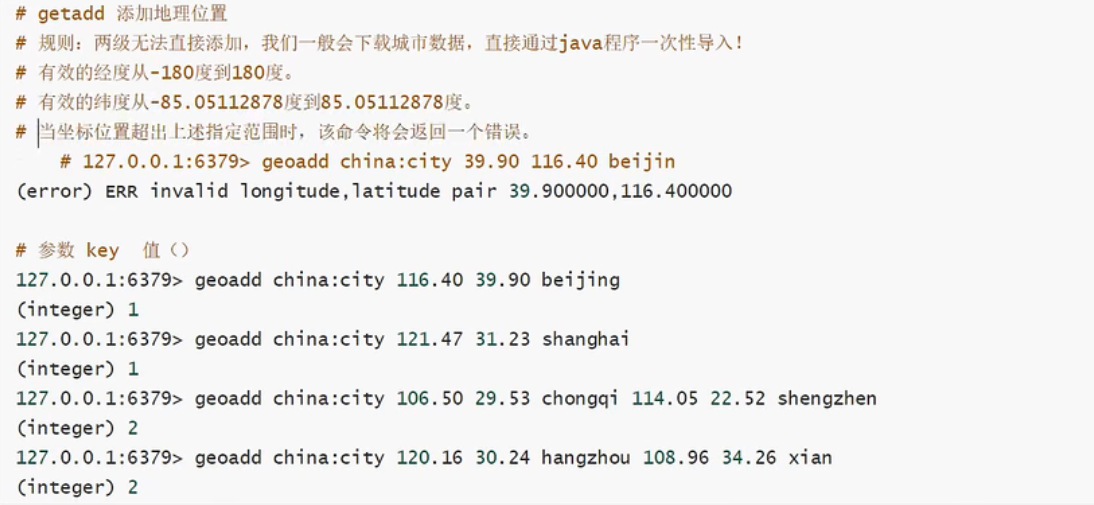 # getadd 添加地理位置
# 规则：两级无法直接添加，我们一般会下载城市数据，直接通过java程序一次性导入！
# 有效的经度从-180度到180度。
# 有效的纬度从-85.05112878度到85.05112878度。
# 当坐标位置超出上述指定范围时，该命令将会返回一个错误。
# 127.0.0.1:6379> geoadd china:city 39.90 116.40 beijin
(error) ERR invalid longitude,latitude pair 39.900000,116.400000
# 参数 key 值（）
127.0.0.1:6379> geoadd china:city 116.40 39.90 beijing
(integer) 1
127.0.0.1:6379> geoadd china:city 121.47 31.23 shanghai
(integer) 1
127.0.0.1:6379> geoadd china:city 106.50 29.53 chongqi 114.05 22.52 shengzhen
(integer) 2
127.0.0.1:6379> geoadd china:city 120.16 30.24 hangzhou 108.96 34.26 xian
(integer) 2